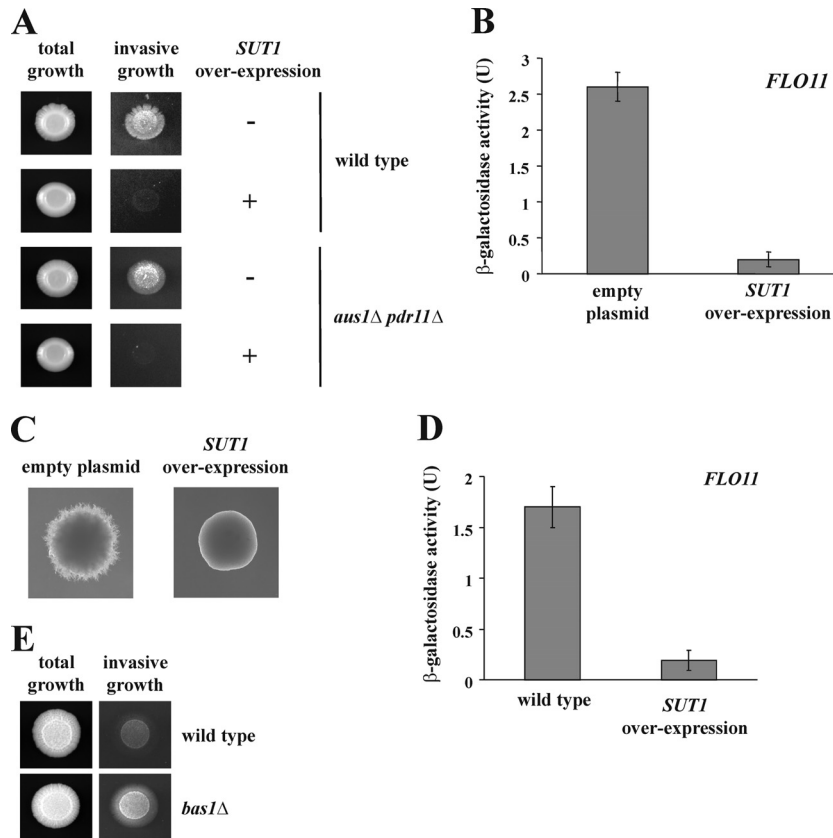 A
total growth
invasive growth
SUT1 over-expression
-
wild type
+
-
aus1Δ pdr11Δ
+
B
β-galactosidase activity (U)
3
2.5
2
1.5
1
0.5
0
FLO11
empty plasmid
SUT1 over-expression
C
empty plasmid
SUT1 over-expression
D
β-galactosidase activity (U)
2
1.5
1
0.5
0
FLO11
wild type
SUT1 over-expression
E
total growth
invasive growth
wild type
bas1Δ